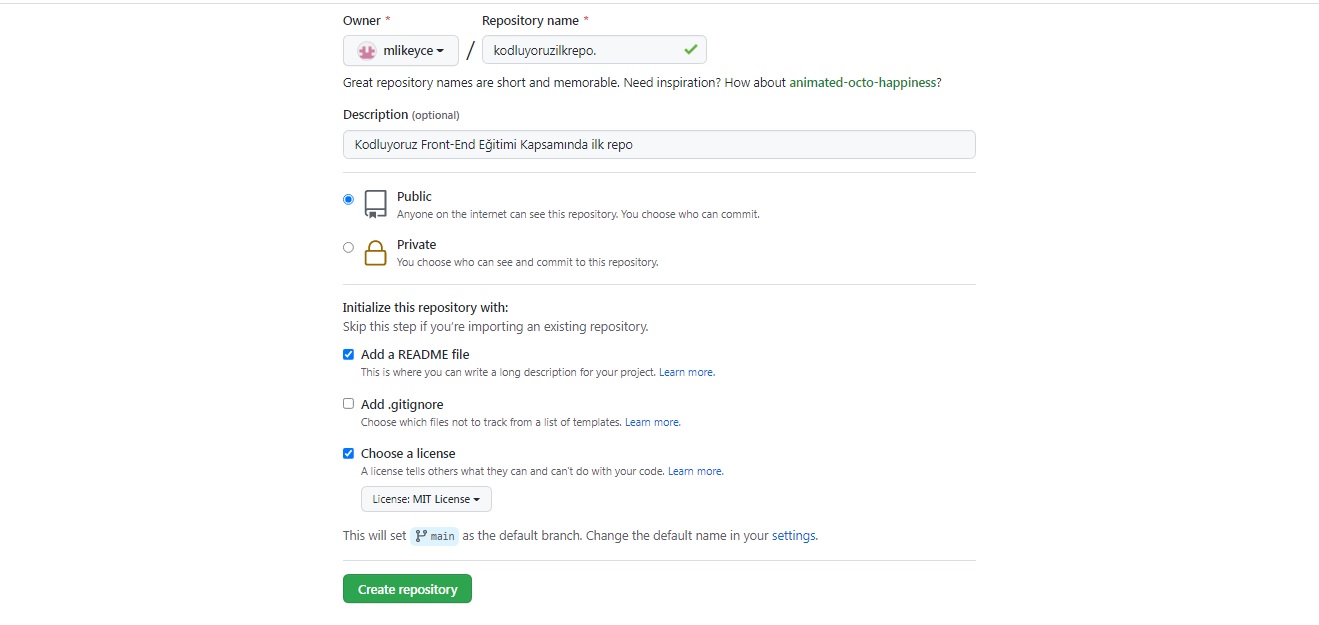 Owner * Repository name *
mlikeyce / kodluyoruzilkrepo.
Great repository names are short and memorable. Need inspiration? How about animated-octo-happiness?
Description (optional)
Kodluyoruz Front-End Eğitimi Kapsamında ilk repo
Public
Anyone on the internet can see this repository. You choose who can commit.
Private
You choose who can see and commit to this repository.
Initialize this repository with:
Skip this step if you're importing an existing repository.
Add a README file
This is where you can write a long description for your project. Learn more.
Add .gitignore
Choose which files not to track from a list of templates. Learn more.
Choose a license
A license tells others what they can and can't do with your code. Learn more.
License: MIT License
This will set main as the default branch. Change the default name in your settings.
Create repository